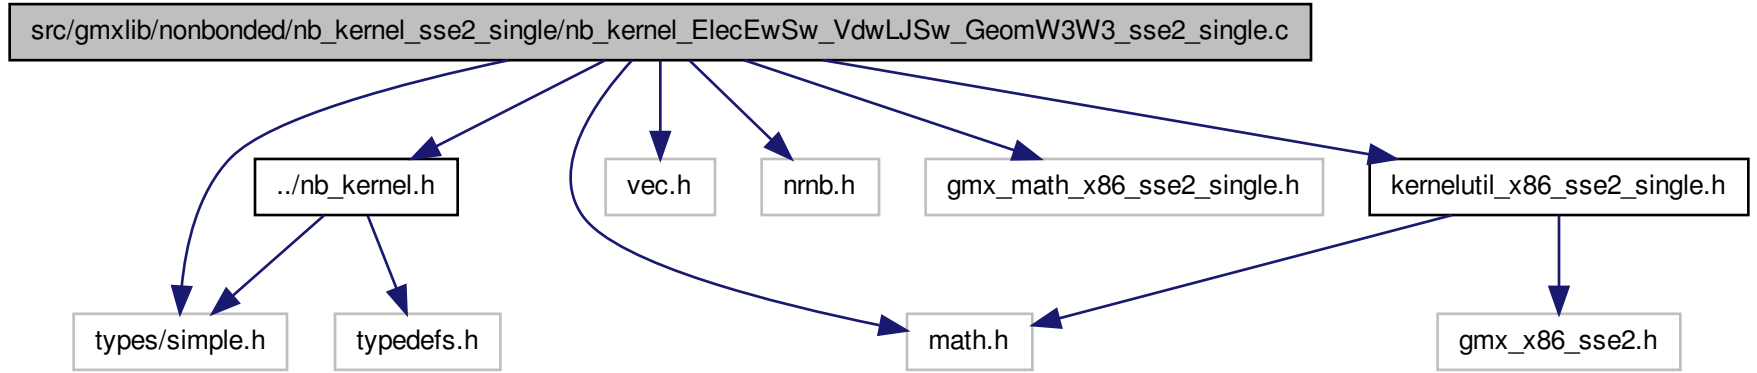 src/gmxlib/nonbonded/nb_kernel_sse2_single/nb_kernel_ElecEwSw_VdwLJSw_GeomW3W3_sse2_single.c
../nb_kernel.h
vec.h
nrnb.h
gmx_math_x86_sse2_single.h
kernelutil_x86_sse2_single.h
types/simple.h
typedefs.h
math.h
gmx_x86_sse2.h